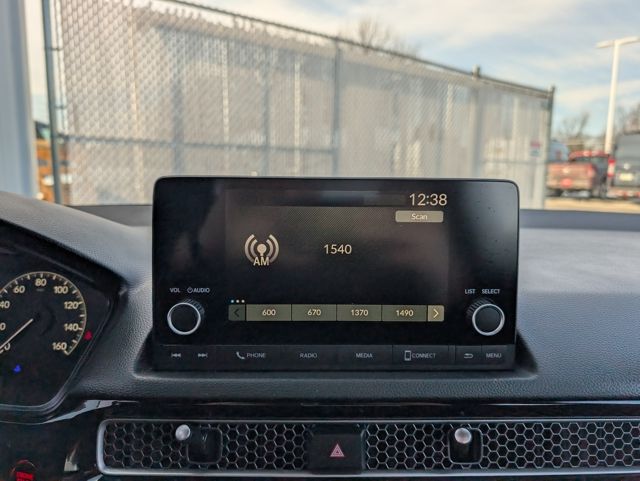 12:38
Scan
1540
AM
VOL AUDIO
LIST SELECT
600 670 1370 1490
PHONE RADIO MEDIA CONNECT MENU
80 100
60 120
140
160